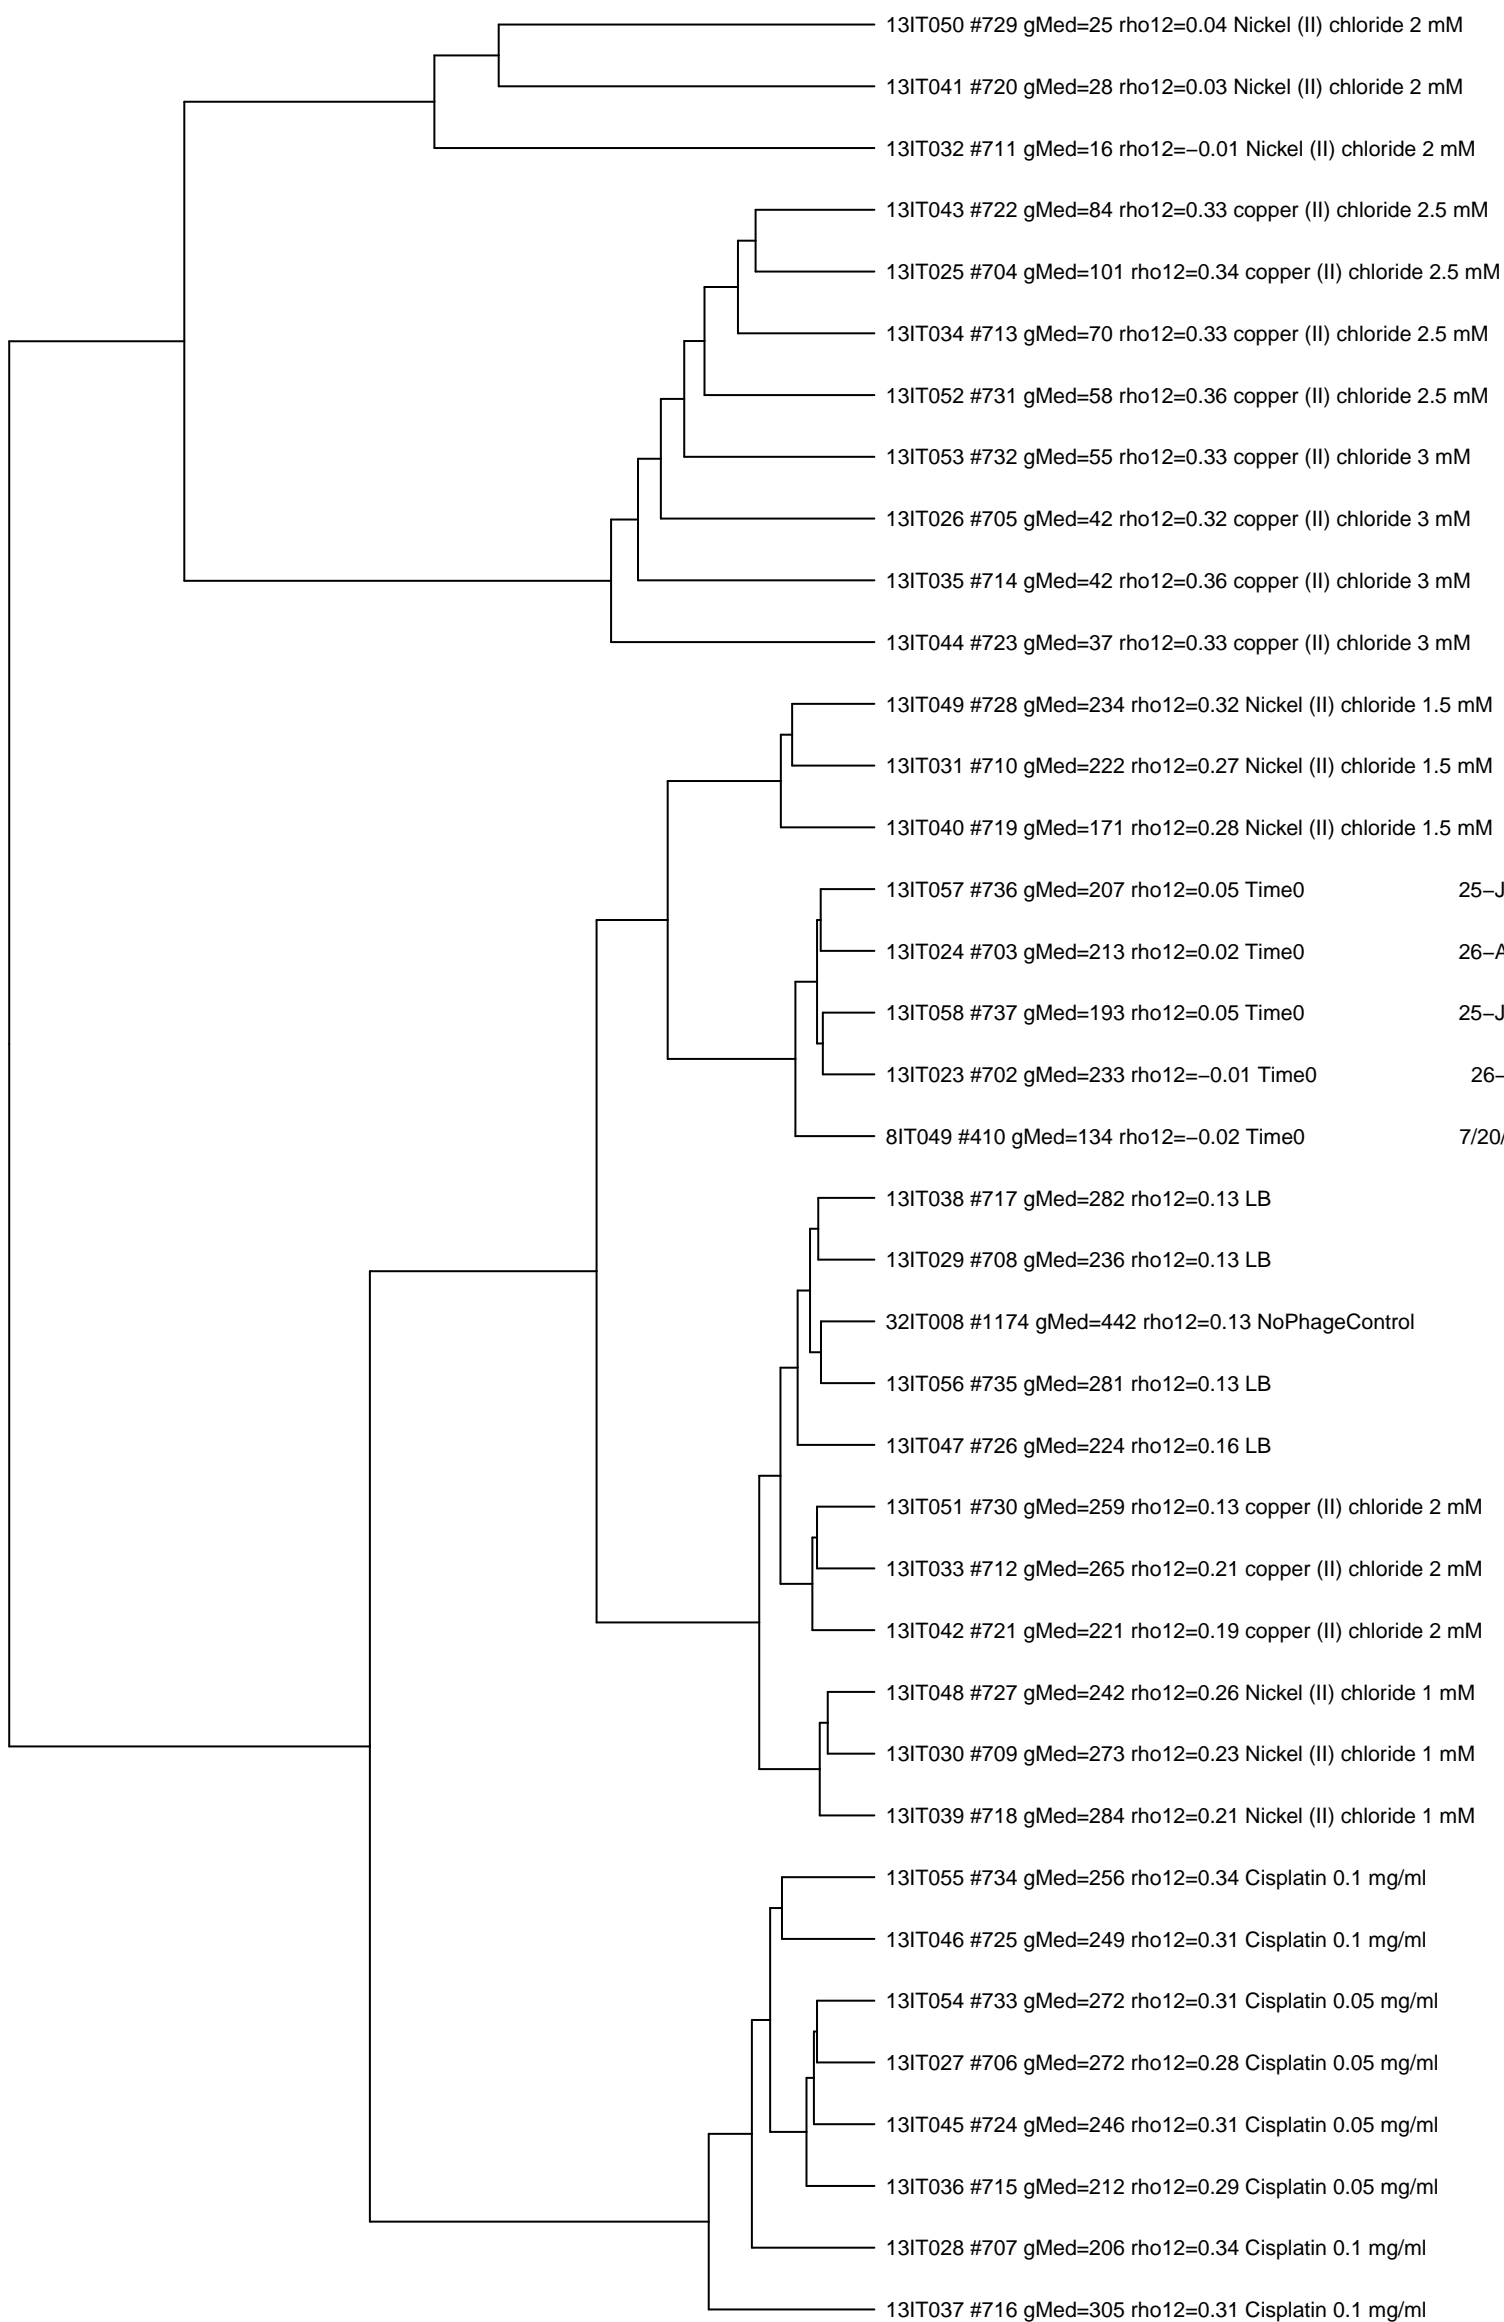 13IT050 #729 gMed=25 rho12=0.04 Nickel (II) chloride 2 mM
13IT041 #720 gMed=28 rho12=0.03 Nickel (II) chloride 2 mM
13IT032 #711 gMed=16 rho12=−0.01 Nickel (II) chloride 2 mM
13IT043 #722 gMed=84 rho12=0.33 copper (II) chloride 2.5 mM
13IT025 #704 gMed=101 rho12=0.34 copper (II) chloride 2.5 mM
13IT034 #713 gMed=70 rho12=0.33 copper (II) chloride 2.5 mM
13IT052 #731 gMed=58 rho12=0.36 copper (II) chloride 2.5 mM
13IT053 #732 gMed=55 rho12=0.33 copper (II) chloride 3 mM
13IT026 #705 gMed=42 rho12=0.32 copper (II) chloride 3 mM
13IT035 #714 gMed=42 rho12=0.36 copper (II) chloride 3 mM
13IT044 #723 gMed=37 rho12=0.33 copper (II) chloride 3 mM
13IT049 #728 gMed=234 rho12=0.32 Nickel (II) chloride 1.5 mM
13IT031 #710 gMed=222 rho12=0.27 Nickel (II) chloride 1.5 mM
13IT040 #719 gMed=171 rho12=0.28 Nickel (II) chloride 1.5 mM
13IT057 #736 gMed=207 rho12=0.05 Time0 25−J
13IT024 #703 gMed=213 rho12=0.02 Time0 26−A
13IT058 #737 gMed=193 rho12=0.05 Time0 25−J
13IT023 #702 gMed=233 rho12=−0.01 Time0 26−
8IT049 #410 gMed=134 rho12=−0.02 Time0 7/20/
13IT038 #717 gMed=282 rho12=0.13 LB
13IT029 #708 gMed=236 rho12=0.13 LB
32IT008 #1174 gMed=442 rho12=0.13 NoPhageControl
13IT056 #735 gMed=281 rho12=0.13 LB
13IT047 #726 gMed=224 rho12=0.16 LB
13IT051 #730 gMed=259 rho12=0.13 copper (II) chloride 2 mM
13IT033 #712 gMed=265 rho12=0.21 copper (II) chloride 2 mM
13IT042 #721 gMed=221 rho12=0.19 copper (II) chloride 2 mM
13IT048 #727 gMed=242 rho12=0.26 Nickel (II) chloride 1 mM
13IT030 #709 gMed=273 rho12=0.23 Nickel (II) chloride 1 mM
13IT039 #718 gMed=284 rho12=0.21 Nickel (II) chloride 1 mM
13IT055 #734 gMed=256 rho12=0.34 Cisplatin 0.1 mg/ml
13IT046 #725 gMed=249 rho12=0.31 Cisplatin 0.1 mg/ml
13IT054 #733 gMed=272 rho12=0.31 Cisplatin 0.05 mg/ml
13IT027 #706 gMed=272 rho12=0.28 Cisplatin 0.05 mg/ml
13IT045 #724 gMed=246 rho12=0.31 Cisplatin 0.05 mg/ml
13IT036 #715 gMed=212 rho12=0.29 Cisplatin 0.05 mg/ml
13IT028 #707 gMed=206 rho12=0.34 Cisplatin 0.1 mg/ml
13IT037 #716 gMed=305 rho12=0.31 Cisplatin 0.1 mg/ml